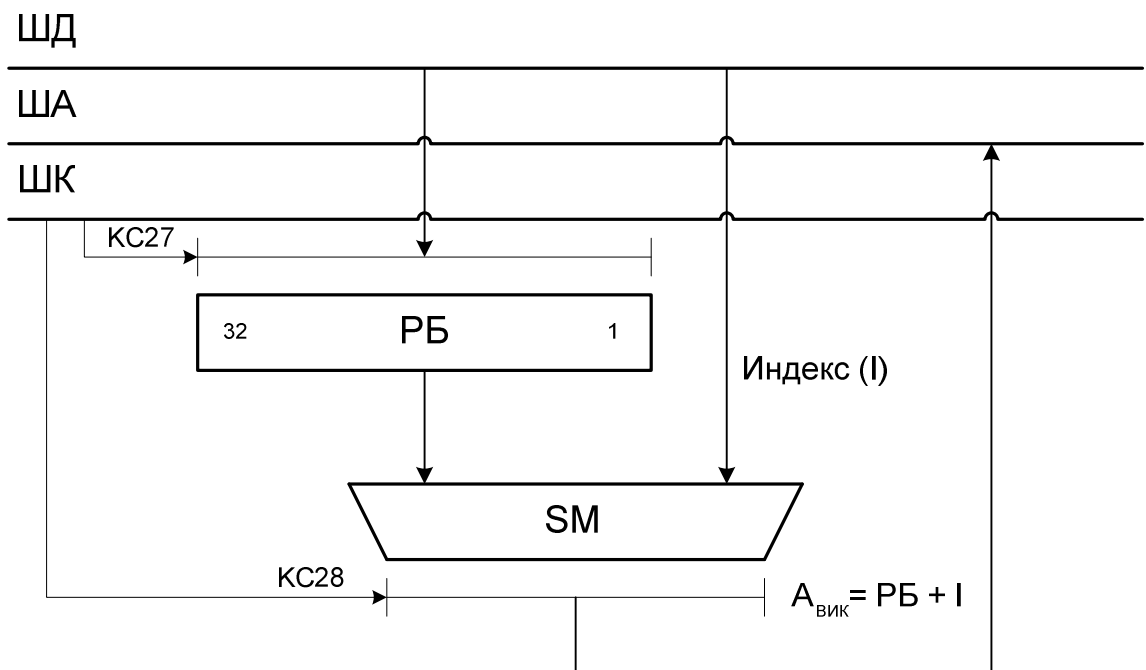 ШД
ША
ШК
КС27
32 РБ 1
Индекс (I)
SM
КС28
Aвик= РБ + I